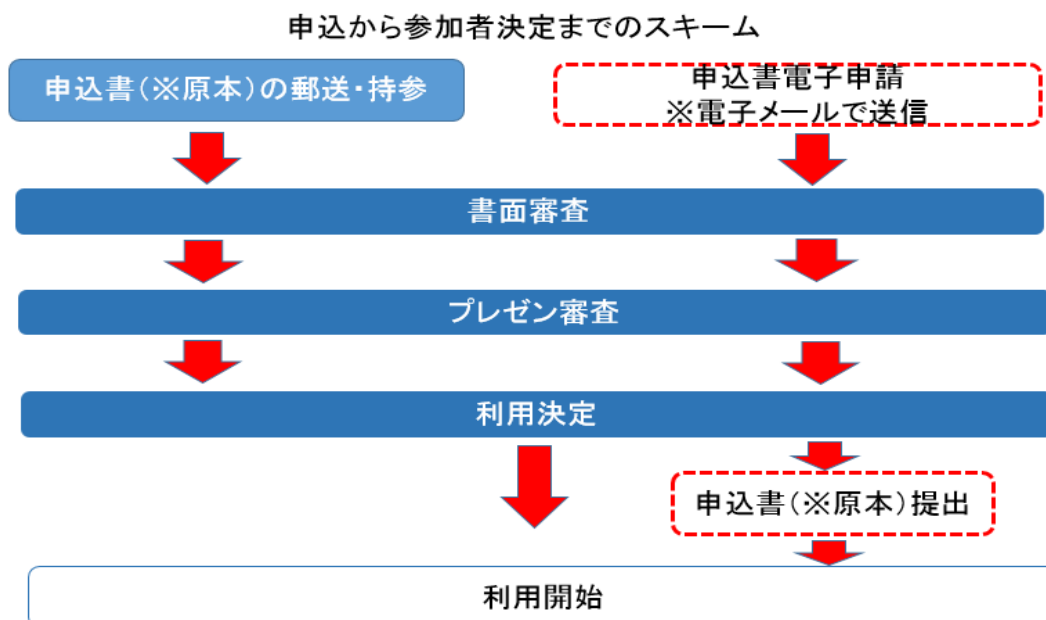 申込から参加者決定までのスキーム
申込書(※原本)の郵送・持参
申込書電子申請
※電子メールで送信
書面審査
プレゼン審査
利用決定
申込書(※原本)提出
利用開始